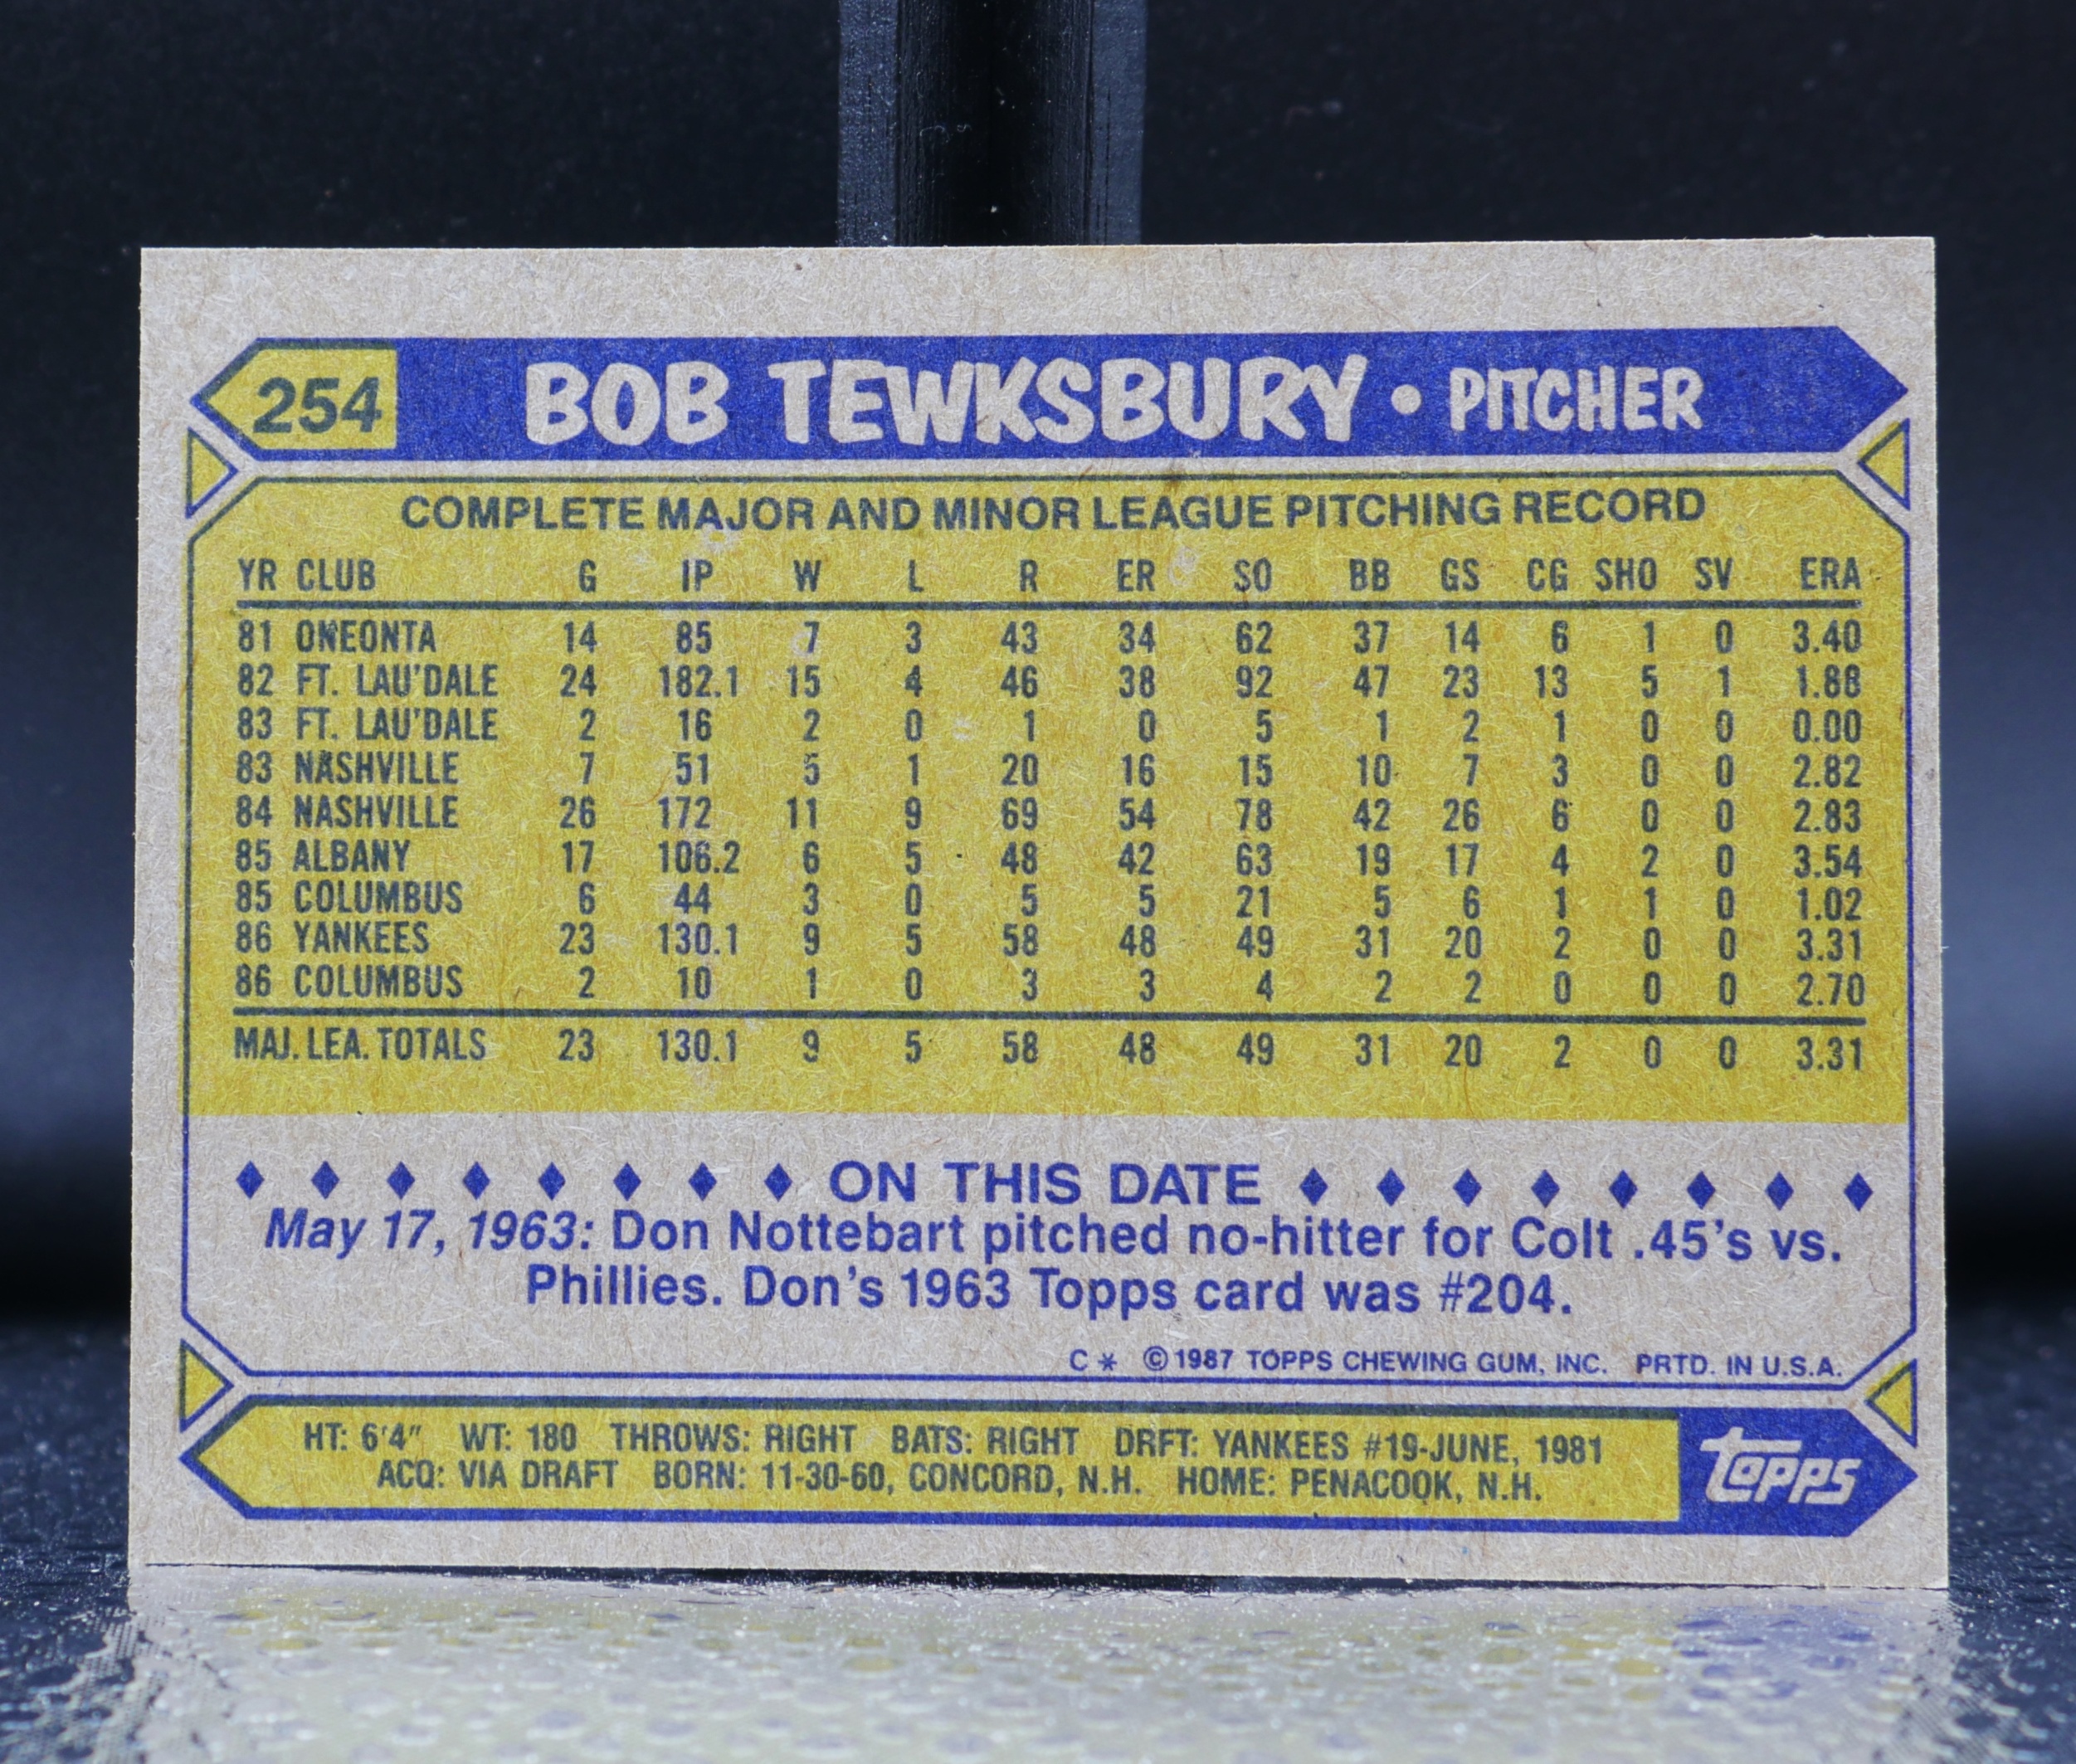 254 BOB TEWKSBURY • PITCHER
COMPLETE MAJOR AND MINOR LEAGUE PITCHING RECORD
YR CLUB G IP W L R ER SO BB GS CG SHO SV ERA
81 ONEONTA 14 85 7 3 43 34 62 37 14 6 1 0 3.40
82 FT. LAU'DALE 24 182.1 15 4 46 38 92 47 23 13 5 1 1.88
83 FT. LAU'DALE 2 16 2 0 1 0 5 1 2 1 0 0 0.00
83 NASHVILLE 7 51 5 1 20 16 15 10 7 3 0 0 2.82
84 NASHVILLE 26 172 11 9 69 54 78 42 26 6 0 0 2.83
85 ALBANY 17 106.2 6 5 48 42 63 19 17 4 2 0 3.54
85 COLUMBUS 6 44 3 0 5 5 21 5 6 1 1 0 1.02
86 YANKEES 23 130.1 9 5 58 48 49 31 20 2 0 0 3.31
86 COLUMBUS 2 10 1 0 3 3 4 2 2 0 0 0 2.70
MAJ. LEA. TOTALS 23 130.1 9 5 58 48 49 31 20 2 0 0 3.31
♦ ♦ ♦ ♦ ♦ ♦ ♦ ♦ ON THIS DATE ♦ ♦ ♦ ♦ ♦ ♦ ♦ ♦
May 17, 1963: Don Nottebart pitched no-hitter for Colt .45's vs.
Phillies. Don's 1963 Topps card was #204.
C * © 1987 TOPPS CHEWING GUM, INC. PRTD. IN U.S.A.
HT: 6'4" WT: 180 THROWS: RIGHT BATS: RIGHT DRFT: YANKEES #19-JUNE, 1981
ACQ: VIA DRAFT BORN: 11-30-60, CONCORD, N.H. HOME: PENACOOK, N.H.
topps